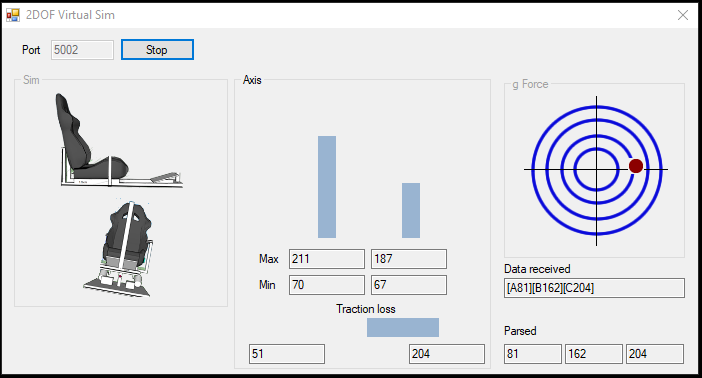 2DOF Virtual Sim
Port 5002 Stop
Sim
Axis
g Force
Max 211 187
Min 70 67
Traction loss
51 204
Data received
[A81][B162][C204]
Parsed
81 162 204